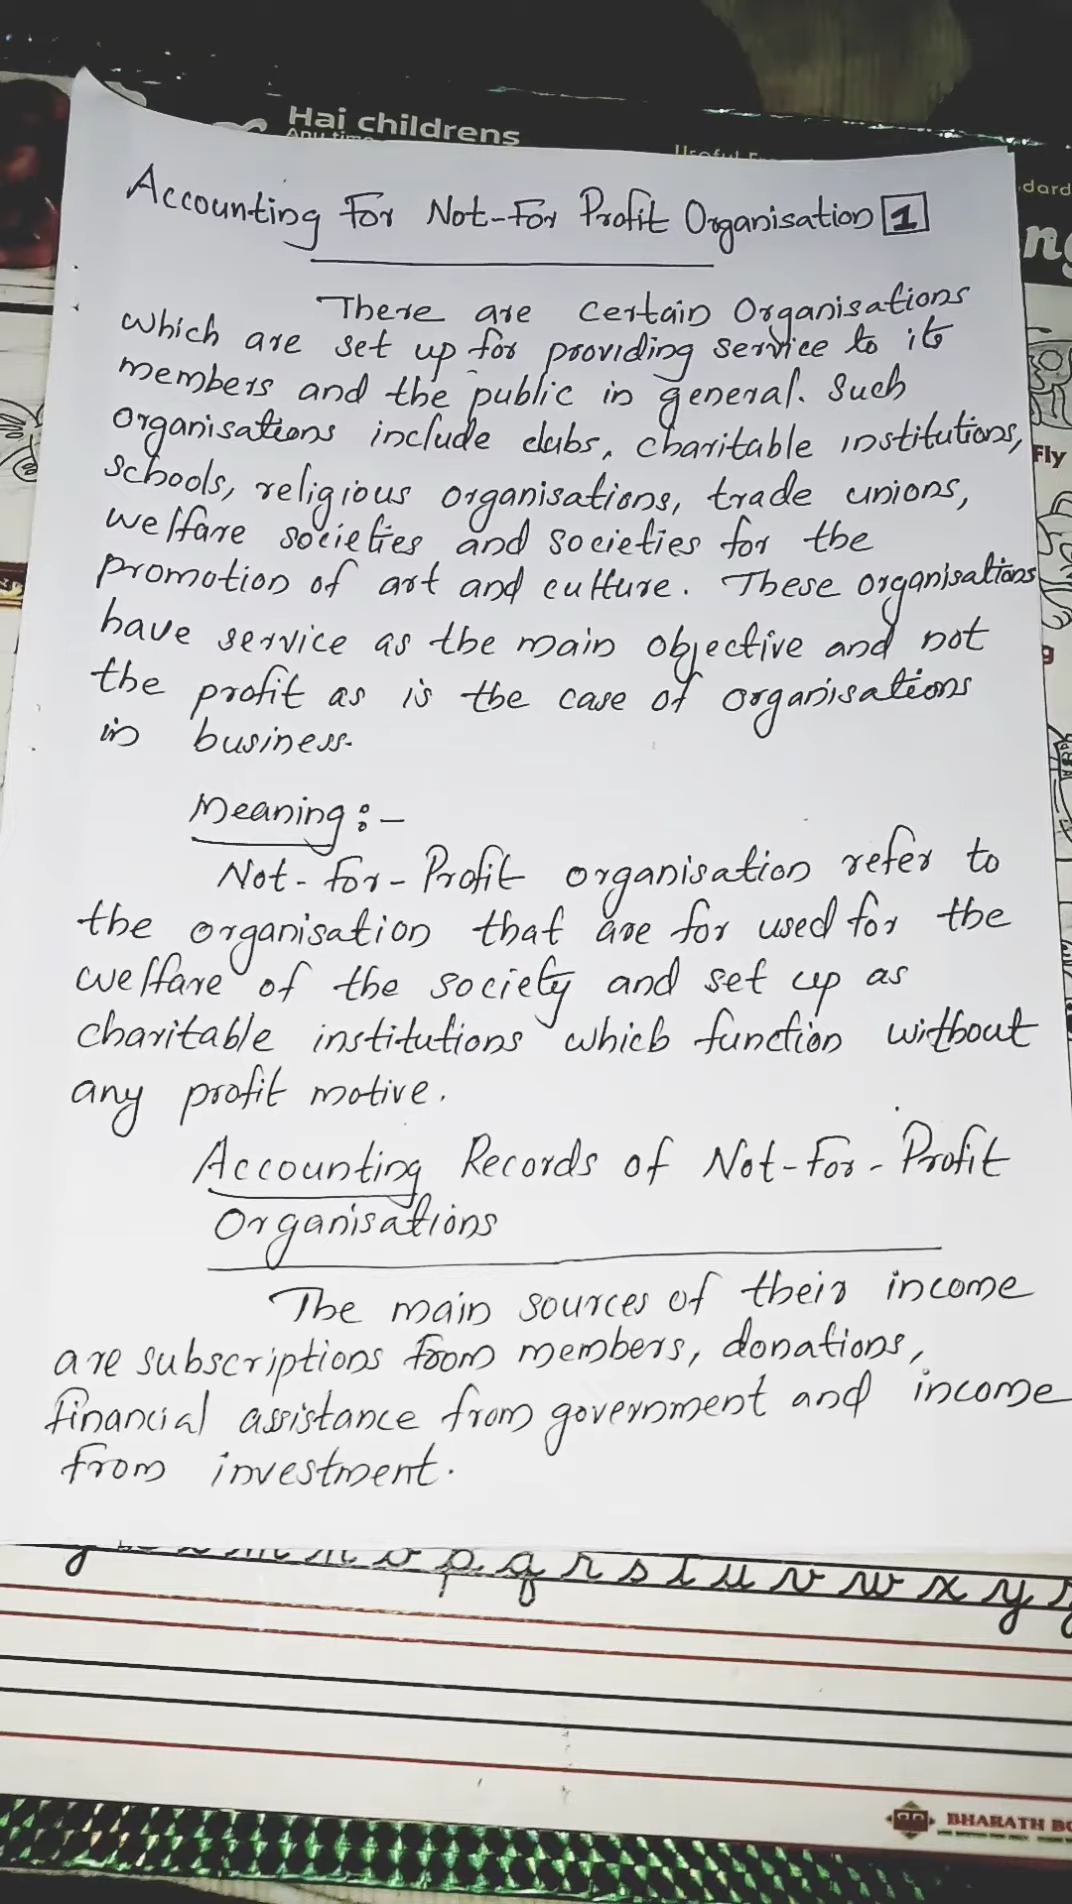 Hai childrens
Accounting For Not-For Profit Organisation 1
There are certain Organisations
which are set up for providing service to its
members and the public in general. Such
organisations include clubs, charitable institutions,
schools, religious organisations, trade unions,
welfare societies and societies for the
promotion of art and culture. These organisations
have service as the main objective and not
the profit as is the case of organisations
in business.
Meaning :-
Not-for-Profit organisation refer to
the organisation that are for used for the
welfare of the society and set up as
charitable institutions which function without
any profit motive.
Accounting Records of Not-For-Profit
Organisations
The main sources of their income
are subscriptions from members, donations,
financial assistance from government and income
from investment.
Fly
p q r s t u v w x y
BHARATH